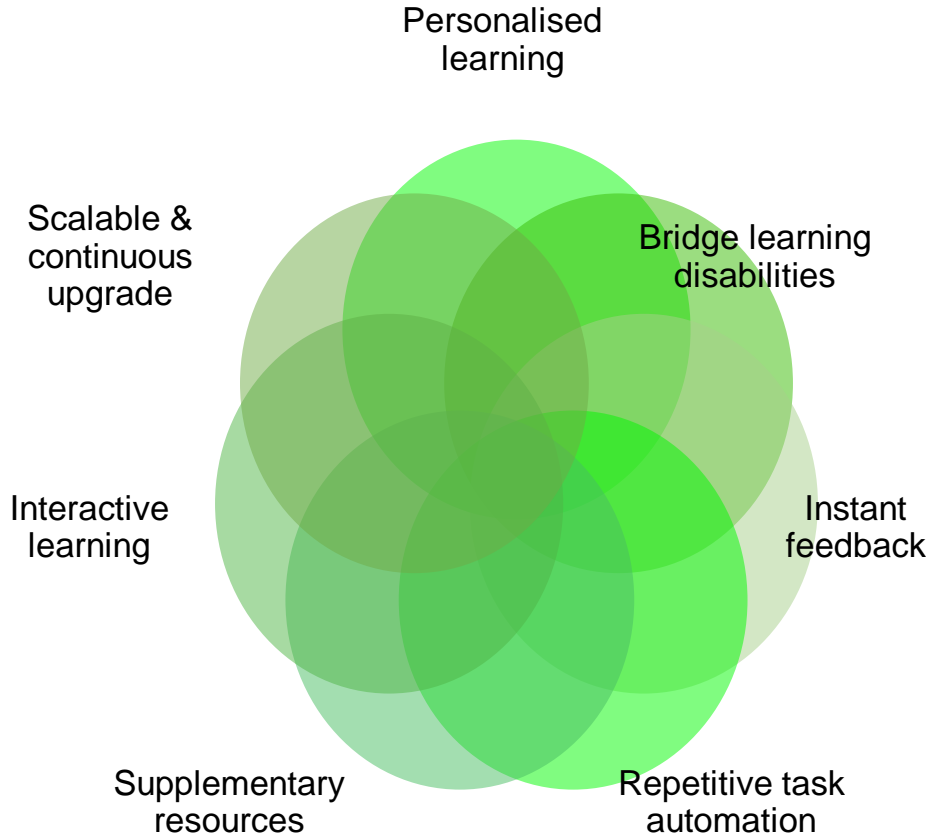 Personalised
learning
Scalable &
continuous
upgrade
Bridge learning
disabilities
Interactive
learning
Instant
feedback
Supplementary
resources
Repetitive task
automation